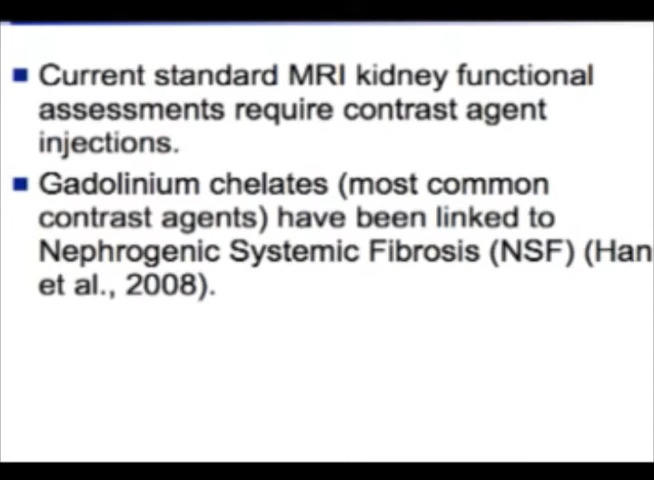 Current standard MRI kidney functional
assessments require contrast agent
injections.
Gadolinium chelates (most common
contrast agents) have been linked to
Nephrogenic Systemic Fibrosis (NSF) (Han
et al., 2008).